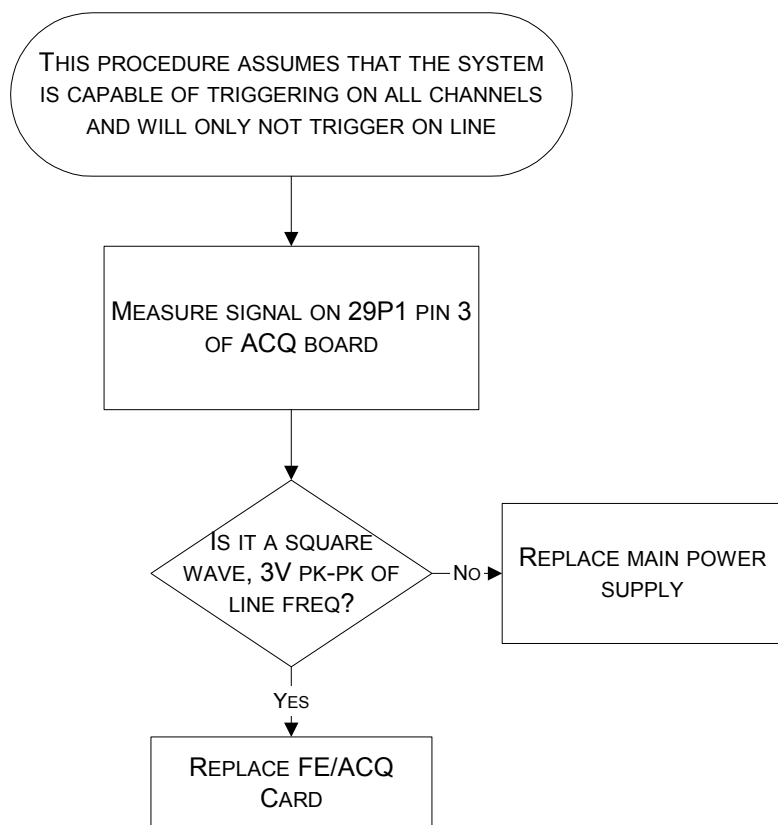 THIS PROCEDURE ASSUMES THAT THE SYSTEM
IS CAPABLE OF TRIGGERING ON ALL CHANNELS
AND WILL ONLY NOT TRIGGER ON LINE
MEASURE SIGNAL ON 29P1 PIN 3
OF ACQ BOARD
IS IT A SQUARE
WAVE, 3V PK-PK OF
LINE FREQ?
NO
REPLACE MAIN POWER
SUPPLY
YES
REPLACE FE/ACQ
CARD